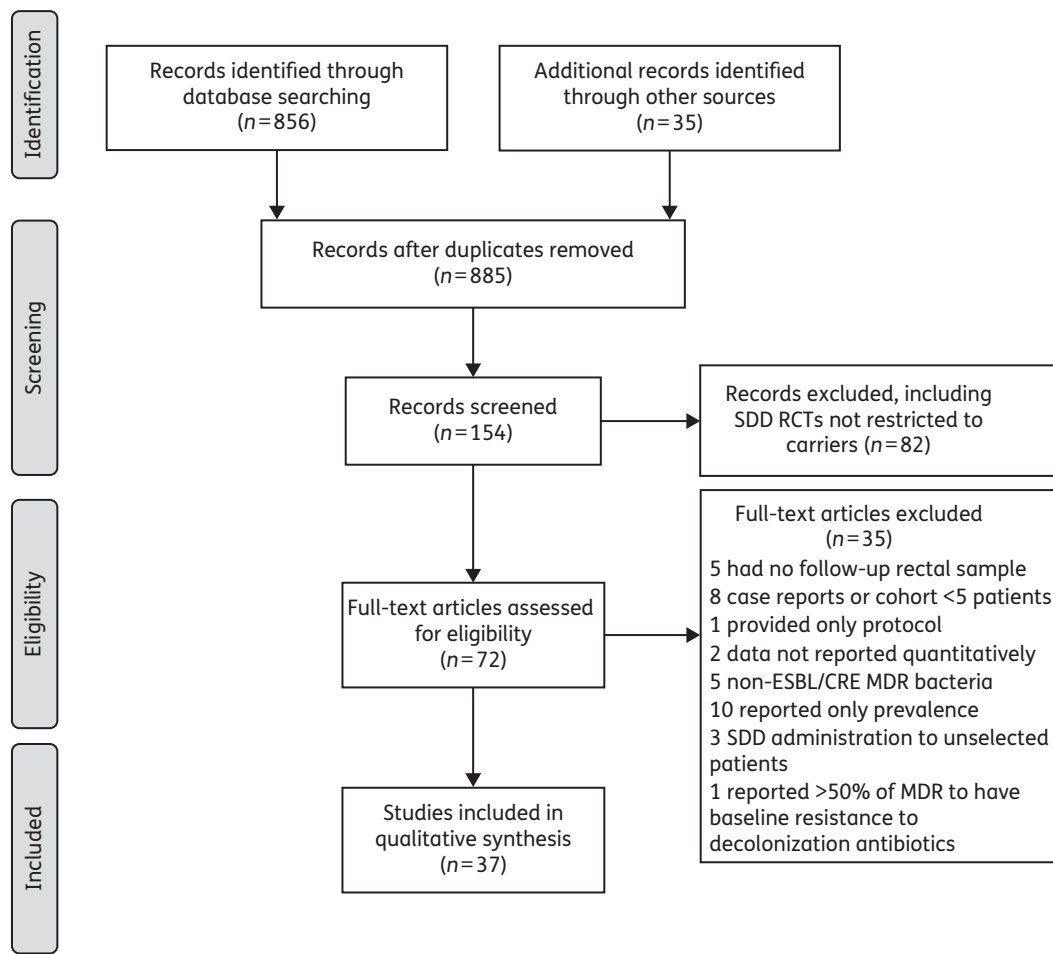 Identification
Records identified through
database searching
(n=856)
Additional records identified
through other sources
(n=35)
Screening
Records after duplicates removed
(n=885)
Records screened
(n=154)
Records excluded, including
SDD RCTs not restricted to
carriers (n=82)
Eligibility
Full-text articles assessed
for eligibility
(n=72)
Full-text articles excluded
(n=35)
5 had no follow-up rectal sample
8 case reports or cohort <5 patients
1 provided only protocol
2 data not reported quantitatively
5 non-ESBL/CRE MDR bacteria
10 reported only prevalence
3 SDD administration to unselected
patients
1 reported >50% of MDR to have
baseline resistance to
decolonization antibiotics
Included
Studies included in
qualitative synthesis
(n=37)